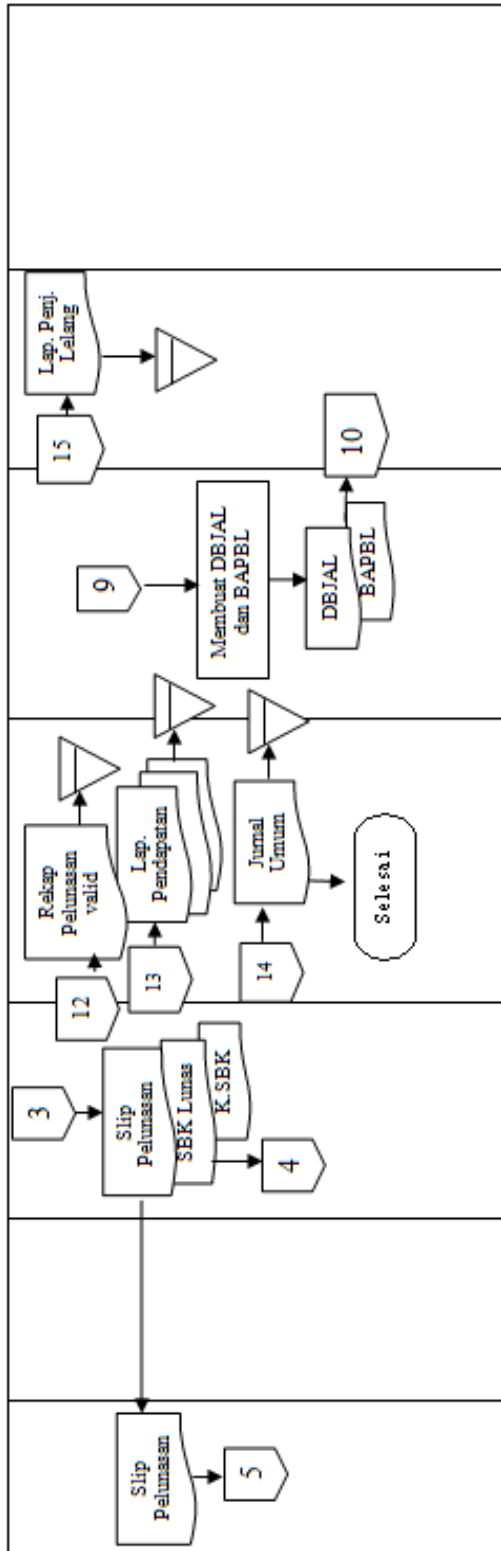 Slip
Pelunasan
5
3
Slip
Pelunasan
SBK Lunas
K.SBK
4
12
Rekap
Pelunasan
valid
13
Lap.
Pendapatan
14
Jurnal
Umum
Selesai
9
Membuat DBJAL
dan BAPBL
DBJAL
BAPBL
10
15
Lap. Penj.
Lelang